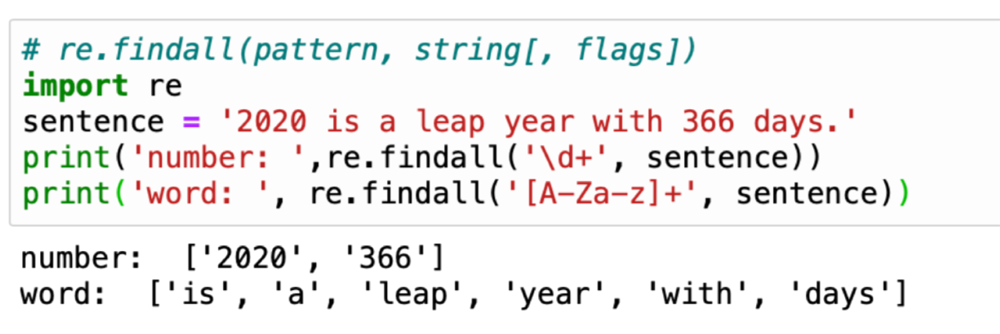 # re.findall(pattern, string[, flags])
import re
sentence = '2020 is a leap year with 366 days.'
print('number: ',re.findall('\d+', sentence))
print('word: ', re.findall('[A-Za-z]+', sentence))
number:  ['2020', '366']
word:  ['is', 'a', 'leap', 'year', 'with', 'days']